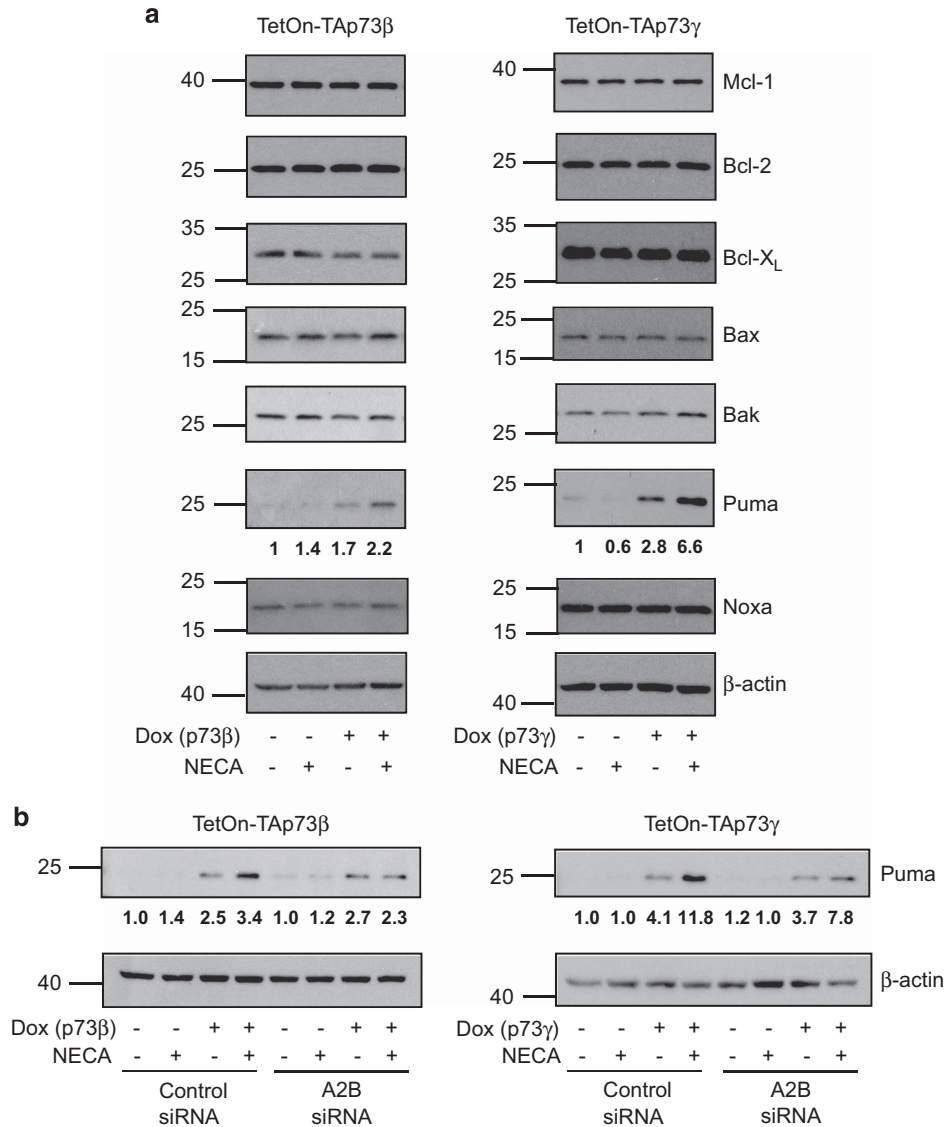 a
TetOn-TAp73β TetOn-TAp73γ
40 40 Mcl-1
25 25 Bcl-2
35 35
Bcl-XL
25 25
25 25
Bax
15 15
Bak
25 25
25 25 Puma
1 1.4 1.7 2.2 1 0.6 2.8 6.6
25 25
Noxa
15 15
40 40 β-actin
Dox (p73β) - - + + Dox (p73γ) - - + +
NECA - + - + NECA - + - +
b
TetOn-TAp73β TetOn-TAp73γ
25 25 Puma
1.0 1.4 2.5 3.4 1.0 1.2 2.7 2.3 1.0 1.0 4.1 11.8 1.2 1.0 3.7 7.8
40 40 β-actin
Dox (p73β) - - + + - - + + Dox (p73γ) - - + + - - + +
NECA - + - + - + - + NECA - + - + - + - +
Control A2B Control A2B
siRNA siRNA siRNA siRNA